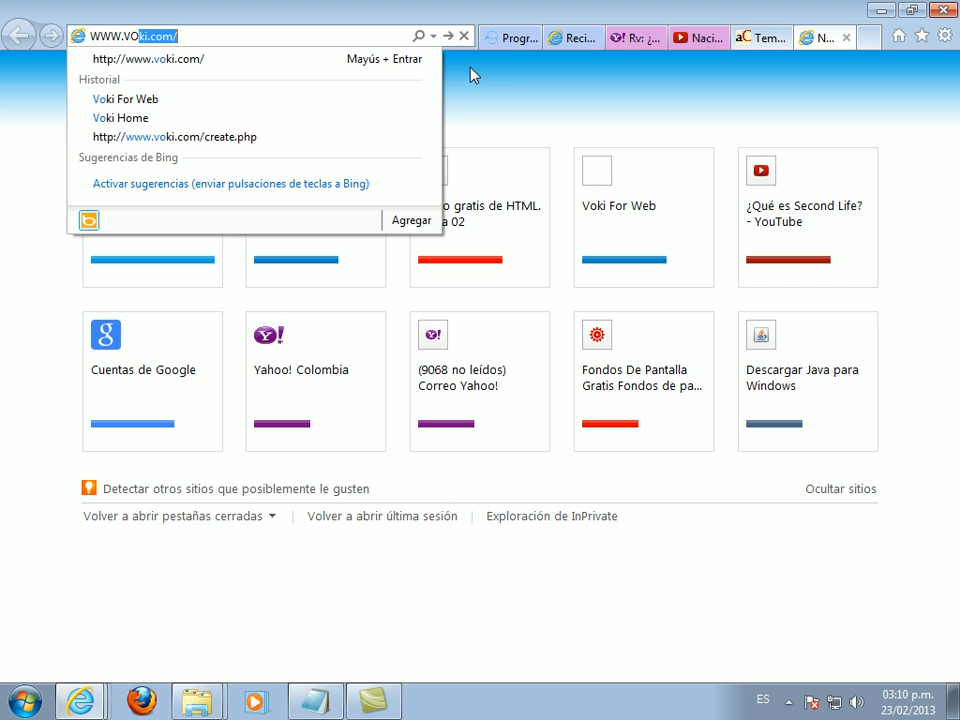 WWW.VOki.com/
Progr...
Reci...
Rv: ¿...
Naci...
aC Tem...
N...
http://www.voki.com/
Mayús + Entrar
Historial
Voki For Web
Voki Home
http://www.voki.com/create.php
Sugerencias de Bing
Activar sugerencias (enviar pulsaciones de teclas a Bing)
Agregar
o gratis de HTML.
a 02
Voki For Web
¿Qué es Second Life?
- YouTube
Cuentas de Google
Yahoo! Colombia
(9068 no leídos)
Correo Yahoo!
Fondos De Pantalla
Gratis Fondos de pa...
Descargar Java para
Windows
Detectar otros sitios que posiblemente le gusten
Ocultar sitios
Volver a abrir pestañas cerradas
Volver a abrir última sesión
Exploración de InPrivate
ES
03:10 p.m.
23/02/2013